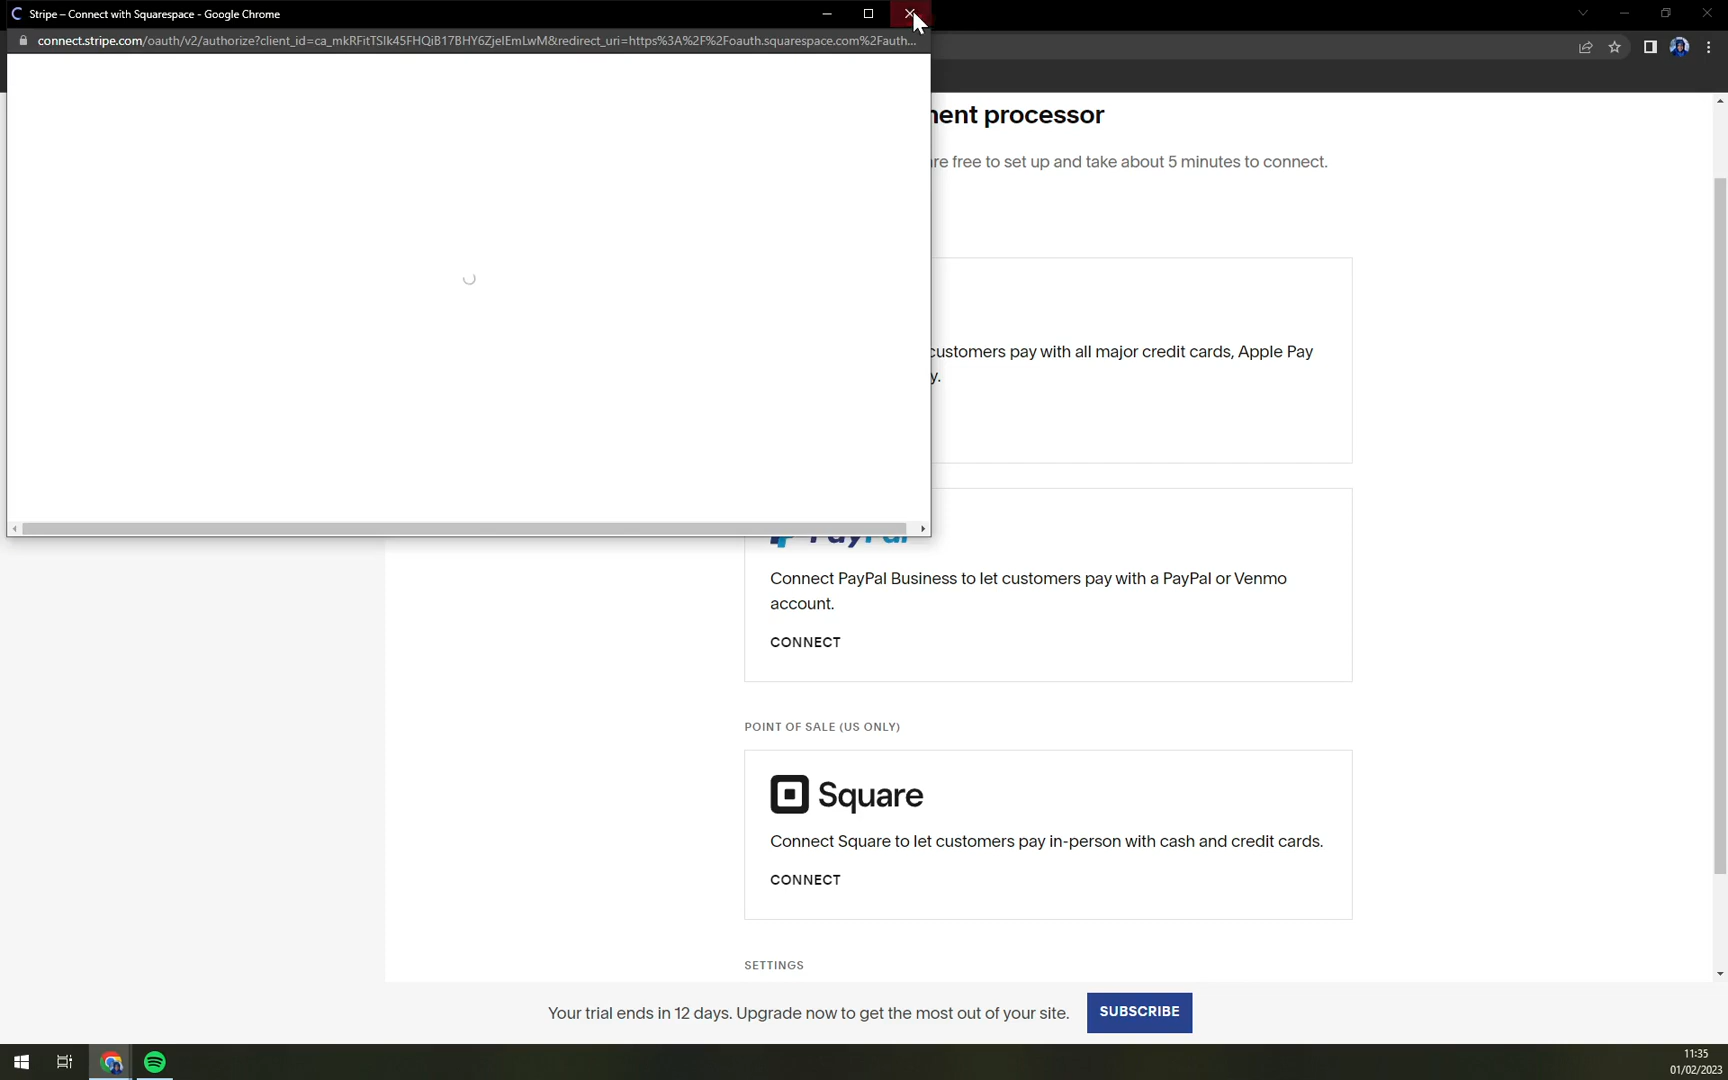 Stripe – Connect with Squarespace - Google Chrome
connect.stripe.com/oauth/v2/authorize?client_id=ca_mkRFitTSlk45FHQiB17BHY6ZjelEmLwM&redirect_uri=https%3A%2F%2Foauth.squarespace.com%2Fauth...
ment processor
re free to set up and take about 5 minutes to connect.
customers pay with all major credit cards, Apple Pay
y.
PayPal
Connect PayPal Business to let customers pay with a PayPal or Venmo
account.
CONNECT
POINT OF SALE (US ONLY)
Square
Connect Square to let customers pay in-person with cash and credit cards.
CONNECT
SETTINGS
Your trial ends in 12 days. Upgrade now to get the most out of your site.
SUBSCRIBE
11:35
01/02/2023